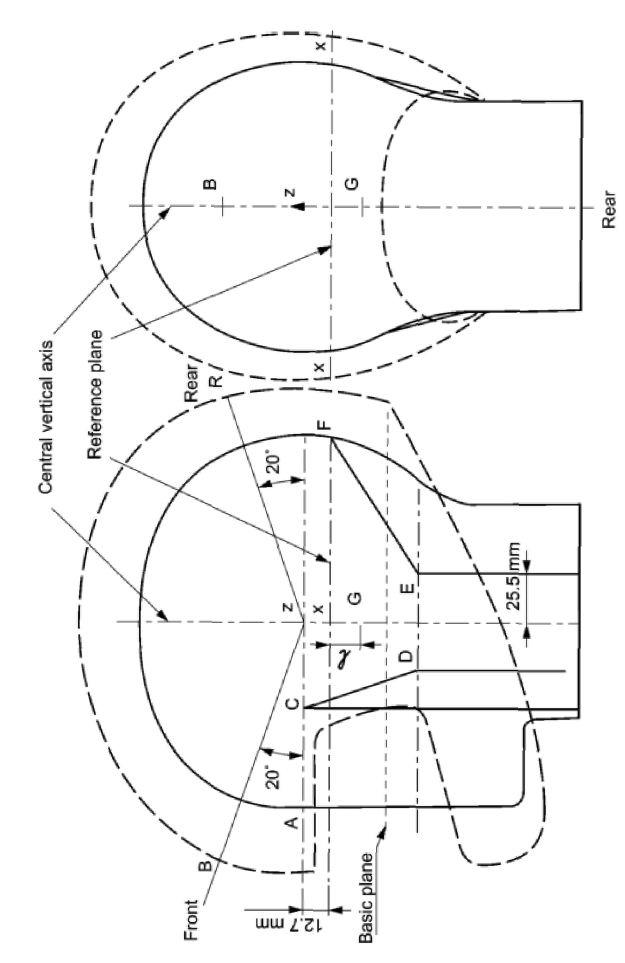 Central vertical axis
Reference plane
Front
B
20°
z
20°
Rear
R
A
C
x
F
G
D
E
12.7 mm
Basic plane
25.5 mm
B
z
x
x
G
Rear